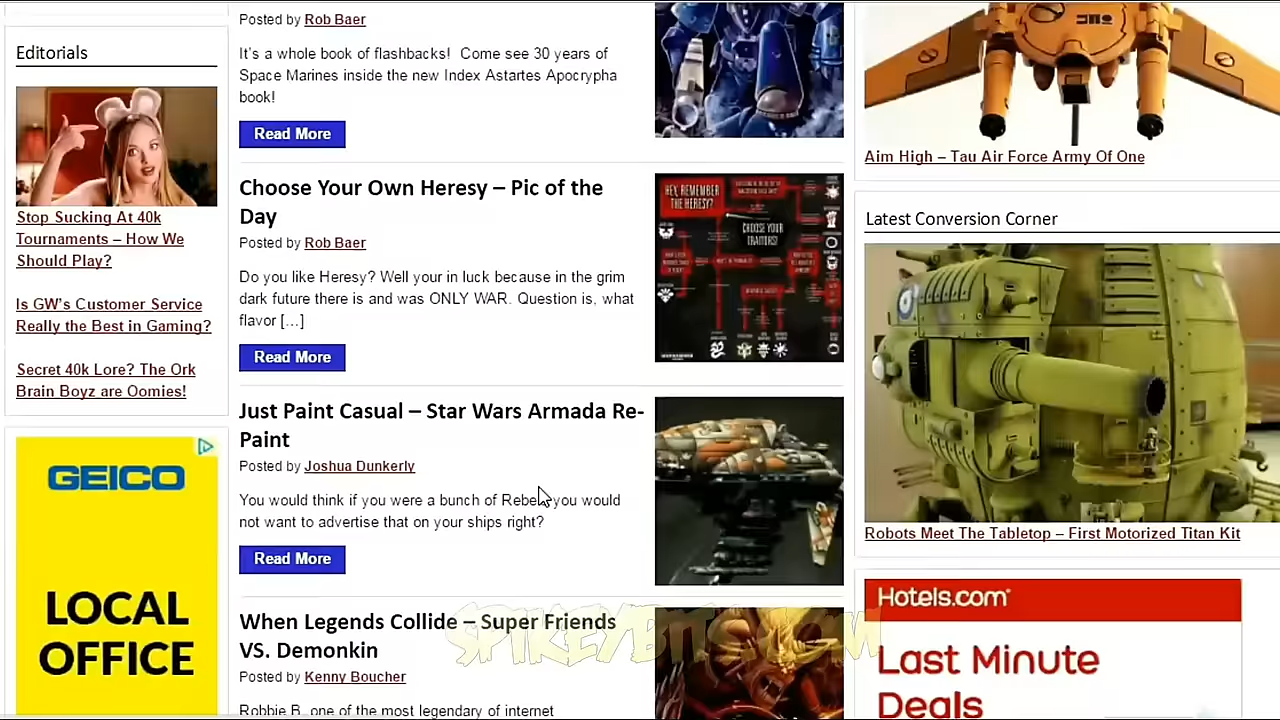 Editorials
Stop Sucking At 40k
Tournaments – How We
Should Play?
Is GW's Customer Service
Really the Best in Gaming?
Secret 40k Lore? The Ork
Brain Boyz are Oomies!
GEICO
LOCAL
OFFICE
Posted by Rob Baer
It's a whole book of flashbacks!  Come see 30 years of
Space Marines inside the new Index Astartes Apocrypha
book!
Read More
Choose Your Own Heresy – Pic of the
Day
Posted by Rob Baer
Do you like Heresy? Well your in luck because in the grim
dark future there is and was ONLY WAR. Question is, what
flavor […]
Read More
HEY, REMEMBER
THE HERESY?
CHOOSE YOUR
TRAITORS!
Just Paint Casual – Star Wars Armada Re-
Paint
Posted by Joshua Dunkerly
You would think if you were a bunch of Rebels you would
not want to advertise that on your ships right?
Read More
When Legends Collide – Super Friends
VS. Demonkin
Posted by Kenny Boucher
Robbie B. one of the most legendary of internet
SPIKEYBITS.COM
Aim High – Tau Air Force Army Of One
Latest Conversion Corner
Robots Meet The Tabletop – First Motorized Titan Kit
Hotels.com
Last Minute
Deals